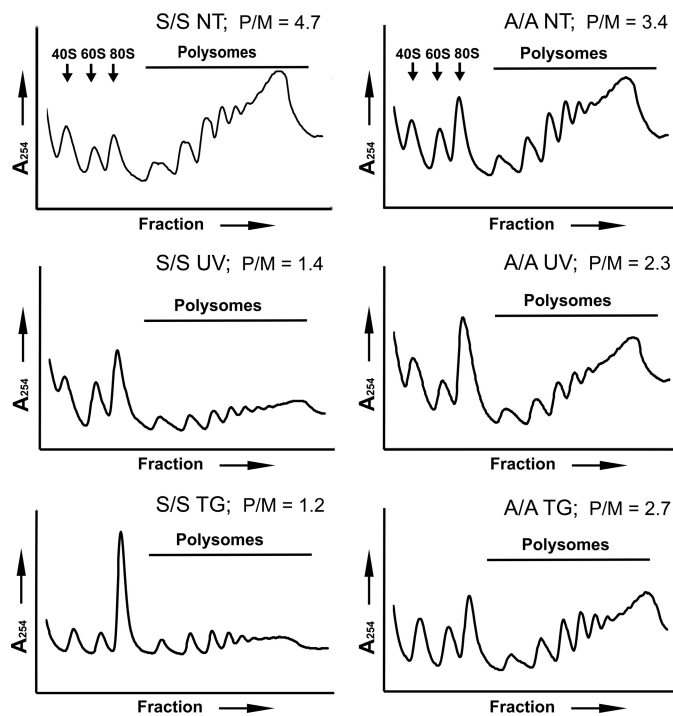 S/S NT; P/M = 4.7
40S 60S 80S
Polysomes
A254
Fraction
A/A NT; P/M = 3.4
40S 60S 80S
Polysomes
A254
Fraction
S/S UV; P/M = 1.4
Polysomes
A254
Fraction
A/A UV; P/M = 2.3
Polysomes
A254
Fraction
S/S TG; P/M = 1.2
Polysomes
A254
Fraction
A/A TG; P/M = 2.7
Polysomes
A254
Fraction